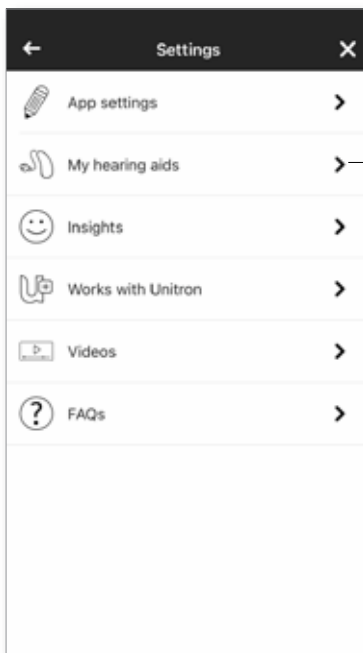 Settings
App settings
My hearing aids
Insights
Works with Unitron
Videos
FAQs